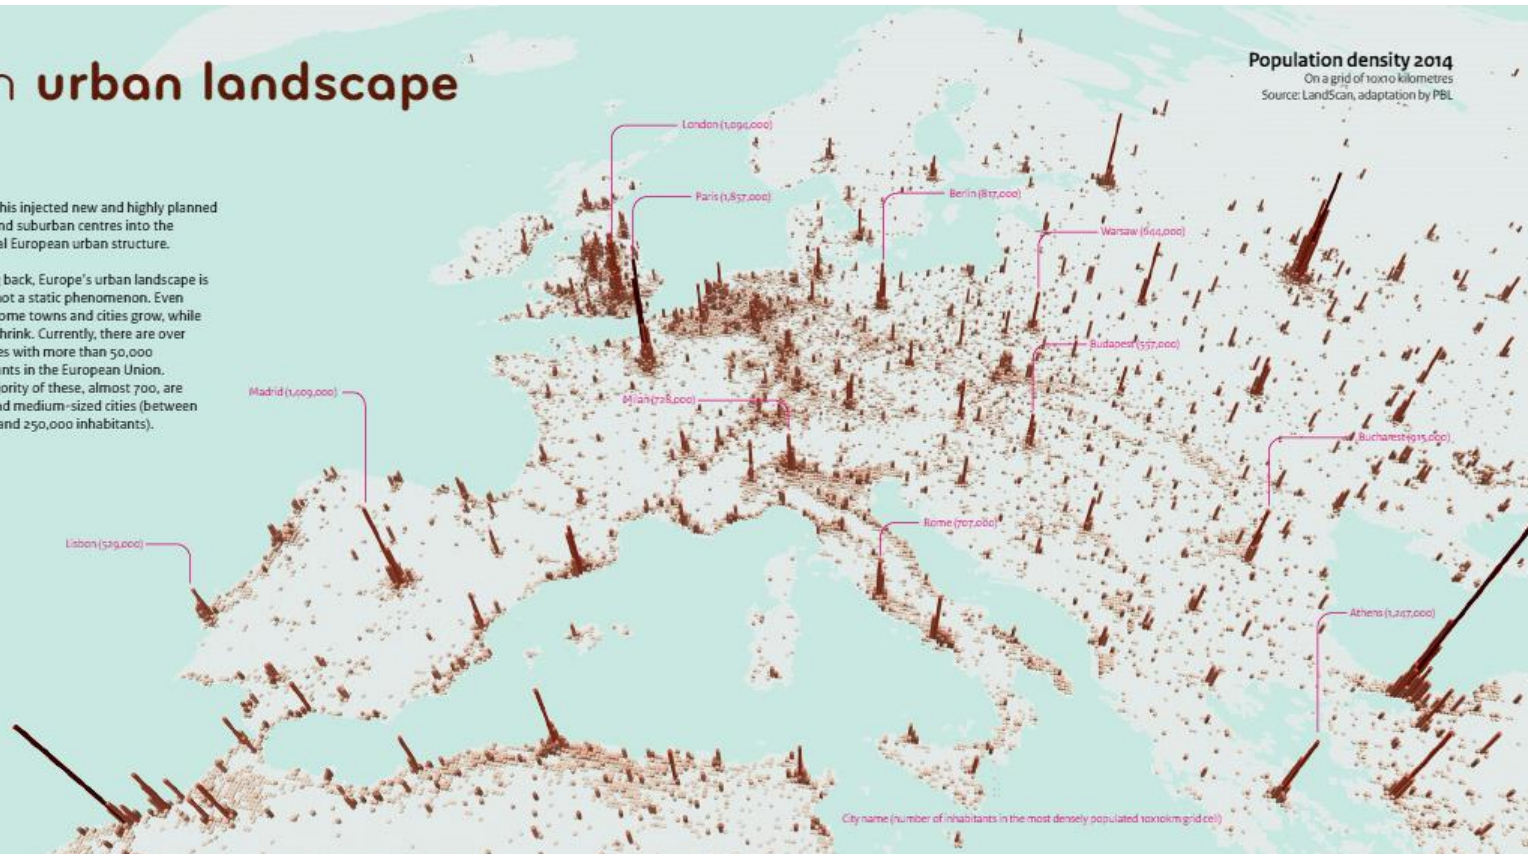 n urban landscape
Population density 2014
On a grid of 10x10 kilometres
Source: LandScan, adaptation by PBL
his injected new and highly planned
nd suburban centres into the
al European urban structure.
g back, Europe's urban landscape is
not a static phenomenon. Even
ome towns and cities grow, while
hrink. Currently, there are over
es with more than 50,000
nts in the European Union.
jority of these, almost 700, are
nd medium-sized cities (between
and 250,000 inhabitants).
London (1,094,000)
Paris (1,857,000)
Berlin (817,000)
Warsaw (644,000)
Budapest (557,000)
Madrid (1,009,000)
Milan (728,000)
Bucharest (915,000)
Rome (707,000)
Lisbon (529,000)
Athens (1,247,000)
City name (number of inhabitants in the most densely populated 10x10km grid cell)